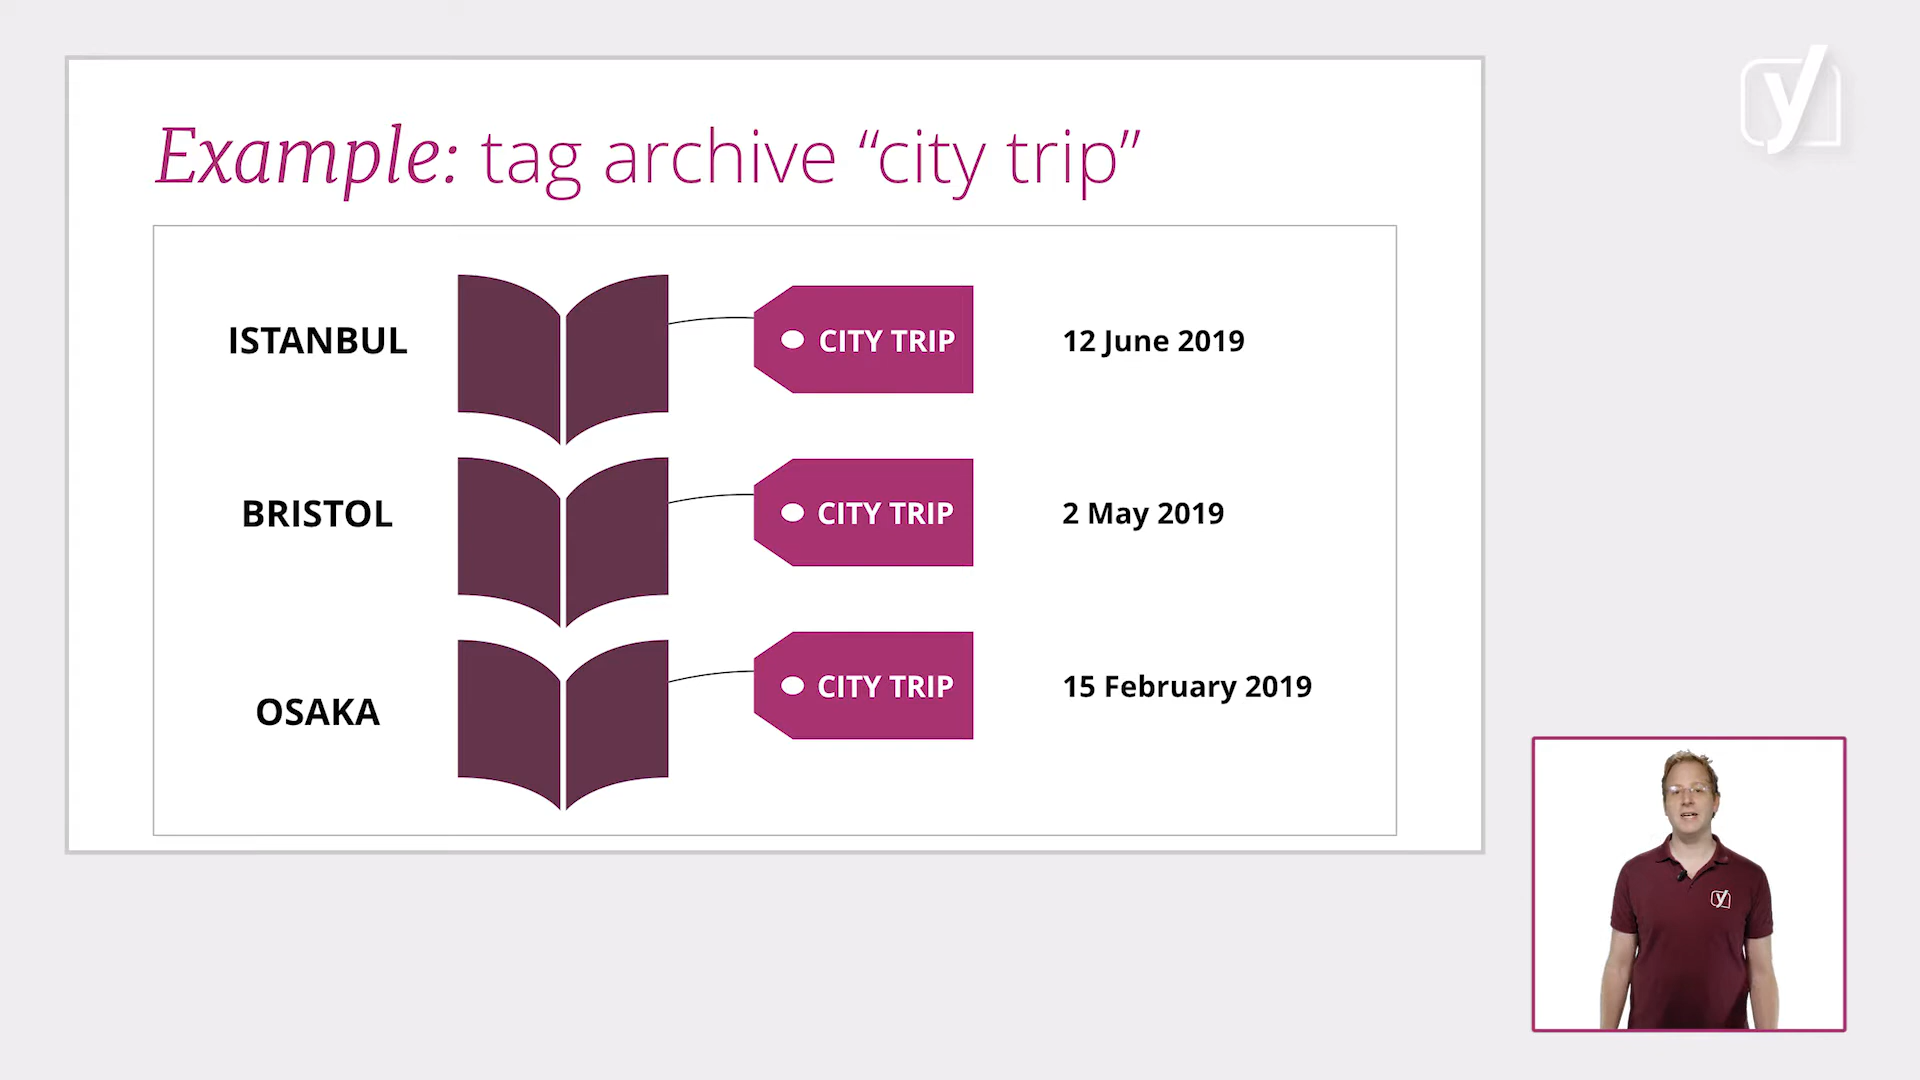 Example: tag archive “city trip”
ISTANBUL CITY TRIP 12 June 2019
BRISTOL CITY TRIP 2 May 2019
OSAKA CITY TRIP 15 February 2019
y
y